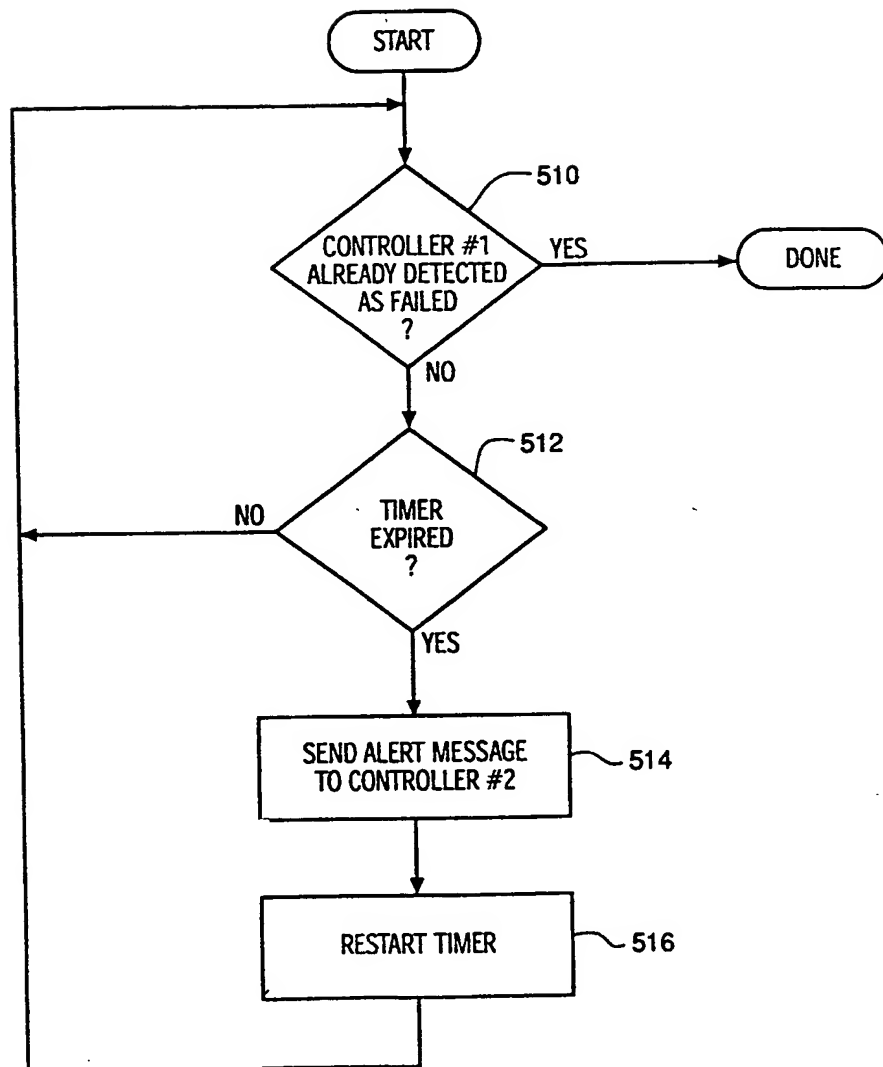 START
510
CONTROLLER #1
ALREADY DETECTED
AS FAILED
?
YES
DONE
NO
512
TIMER
EXPIRED
?
NO
YES
SEND ALERT MESSAGE
TO CONTROLLER #2
514
RESTART TIMER
516